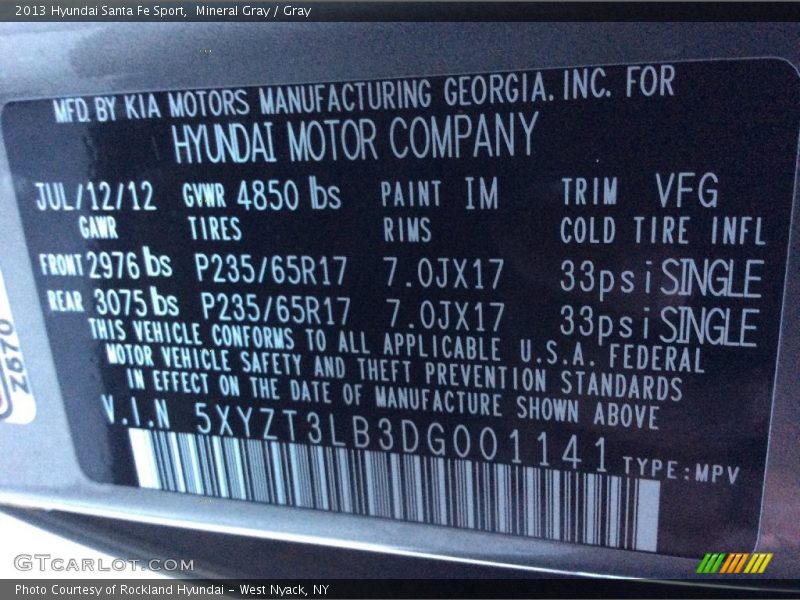 2013 Hyundai Santa Fe Sport, Mineral Gray / Gray
MFD. BY KIA MOTORS MANUFACTURING GEORGIA. INC. FOR
HYUNDAI MOTOR COMPANY
JUL/12/12 GVWR 4850 lbs PAINT IM TRIM VFG
GAWR TIRES RIMS COLD TIRE INFL
FRONT 2976 lbs P235/65R17 7.0JX17 33psi SINGLE
REAR 3075 lbs P235/65R17 7.0JX17 33psi SINGLE
THIS VEHICLE CONFORMS TO ALL APPLICABLE U.S.A. FEDERAL
MOTOR VEHICLE SAFETY AND THEFT PREVENTION STANDARDS
IN EFFECT ON THE DATE OF MANUFACTURE SHOWN ABOVE
V.I.N 5XYZT3LB3DG001141 TYPE:MPV
Z670
GTCARLOT.COM
Photo Courtesy of Rockland Hyundai - West Nyack, NY